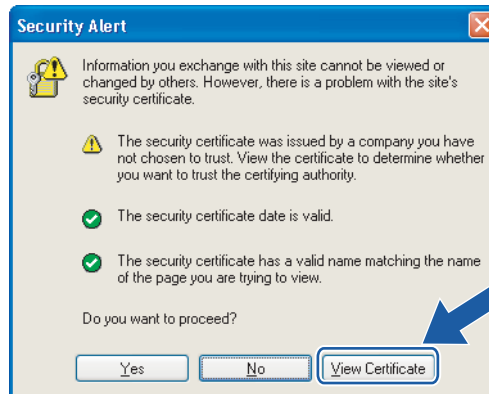 Security Alert
Information you exchange with this site cannot be viewed or
changed by others. However, there is a problem with the site's
security certificate.
The security certificate was issued by a company you have
not chosen to trust. View the certificate to determine whether
you want to trust the certifying authority.
The security certificate date is valid.
The security certificate has a valid name matching the name
of the page you are trying to view.
Do you want to proceed?
Yes No View Certificate